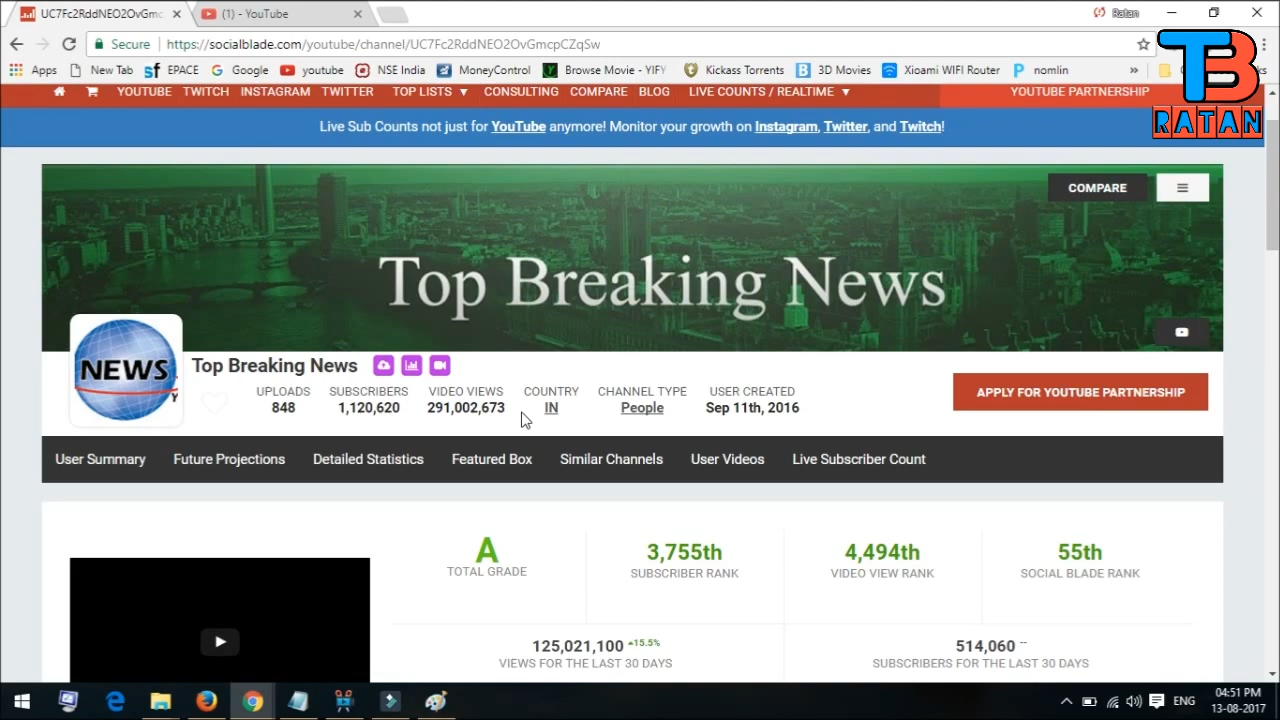 UC7Fc2RddNEO2OvGmc
(1) - YouTube
Ratan
Secure
https://socialblade.com/youtube/channel/UC7Fc2RddNEO2OvGmcpCZqSw
Apps New Tab EPACE Google youtube NSE India MoneyControl Browse Movie - YIFY Kickass Torrents 3D Movies Xioami WIFI Router nomlin »
TB
RATAN
YOUTUBE TWITCH INSTAGRAM TWITTER TOP LISTS CONSULTING COMPARE BLOG LIVE COUNTS / REALTIME YOUTUBE PARTNERSHIP
Live Sub Counts not just for YouTube anymore! Monitor your growth on Instagram, Twitter, and Twitch!
COMPARE
Top Breaking News
NEWS
Top Breaking News
UPLOADS SUBSCRIBERS VIDEO VIEWS COUNTRY CHANNEL TYPE USER CREATED
848 1,120,620 291,002,673 IN People Sep 11th, 2016
APPLY FOR YOUTUBE PARTNERSHIP
User Summary Future Projections Detailed Statistics Featured Box Similar Channels User Videos Live Subscriber Count
A 3,755th 4,494th 55th
TOTAL GRADE SUBSCRIBER RANK VIDEO VIEW RANK SOCIAL BLADE RANK
125,021,100 15.5% 514,060 --
VIEWS FOR THE LAST 30 DAYS SUBSCRIBERS FOR THE LAST 30 DAYS
ENG
04:51 PM
13-08-2017